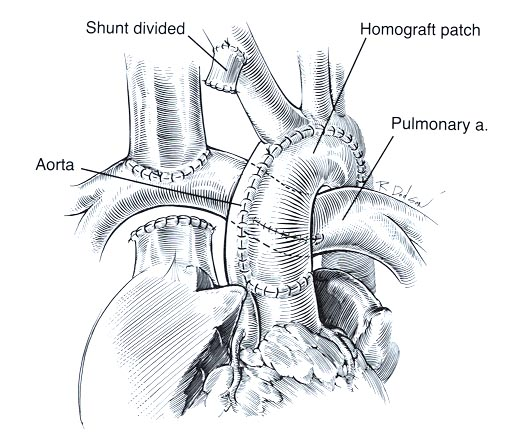 Shunt divided
Homograft patch
Pulmonary a.
Aorta